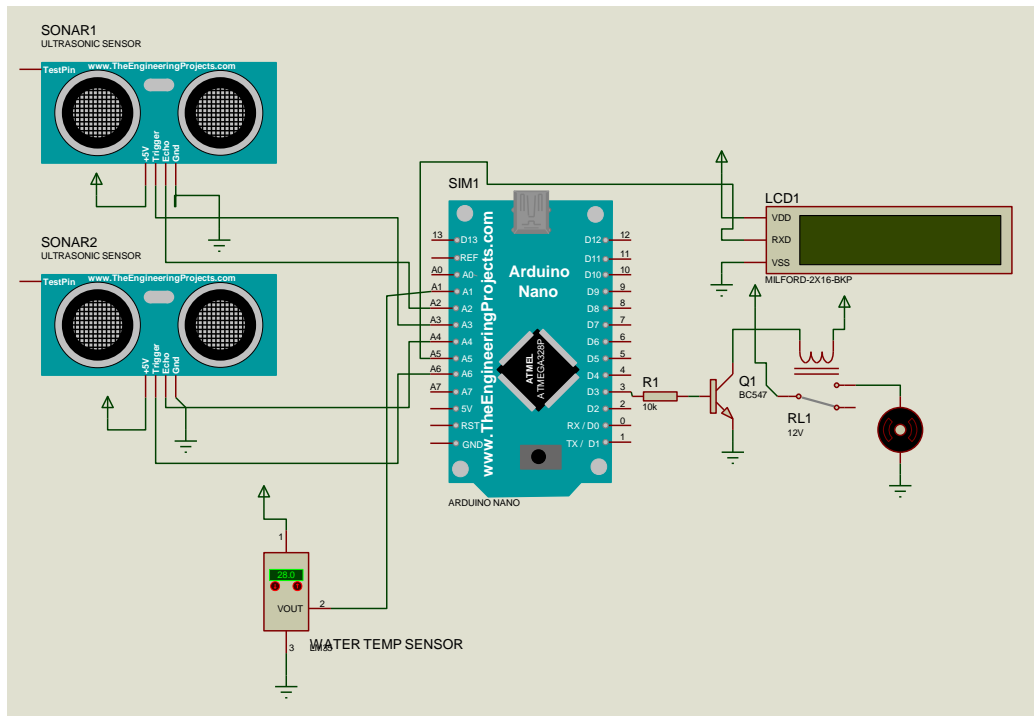 SONAR1
ULTRASONIC SENSOR
TestPin
www.TheEngineeringProjects.com
+5V
Trigger
Echo
Gnd
SONAR2
ULTRASONIC SENSOR
TestPin
www.TheEngineeringProjects.com
+5V
Trigger
Echo
Gnd
SIM1
www.TheEngineeringProjects.com
Arduino
Nano
ATMEL
ATMEGA328P
13 D13
REF
A0 A0
A1 A1
A2 A2
A3 A3
A4 A4
A5 A5
A6 A6
A7 A7
5V
RST
GND
D12 12
D11 11
D10 10
D9 9
D8 8
D7 7
D6 6
D5 5
D4 4
D3 3
D2 2
RX / D0 0
TX / D1 1
ARDUINO NANO
R1
10k
Q1
BC547
RL1
12V
LCD1
VDD
RXD
VSS
MILFORD-2X16-BKP
1
28.0
VOUT
2
3
LM35
WATER TEMP SENSOR